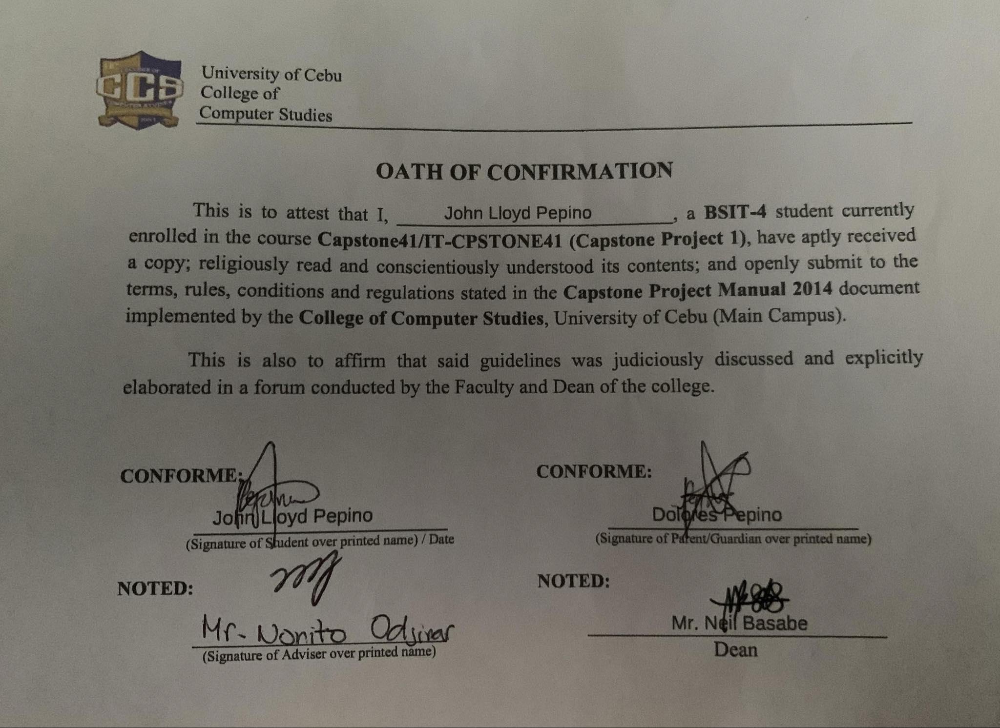 CCS
University of Cebu
College of
Computer Studies
OATH OF CONFIRMATION
This is to attest that I, John Lloyd Pepino, a BSIT-4 student currently
enrolled in the course Capstone41/IT-CPSTONE41 (Capstone Project 1), have aptly received
a copy; religiously read and conscientiously understood its contents; and openly submit to the
terms, rules, conditions and regulations stated in the Capstone Project Manual 2014 document
implemented by the College of Computer Studies, University of Cebu (Main Campus).
This is also to affirm that said guidelines was judiciously discussed and explicitly
elaborated in a forum conducted by the Faculty and Dean of the college.
CONFORME:
John Lloyd Pepino
(Signature of Student over printed name) / Date
CONFORME:
Dolores Pepino
(Signature of Parent/Guardian over printed name)
NOTED:
Mr. Nonito Odjinar
(Signature of Adviser over printed name)
NOTED:
Mr. Neil Basabe
Dean